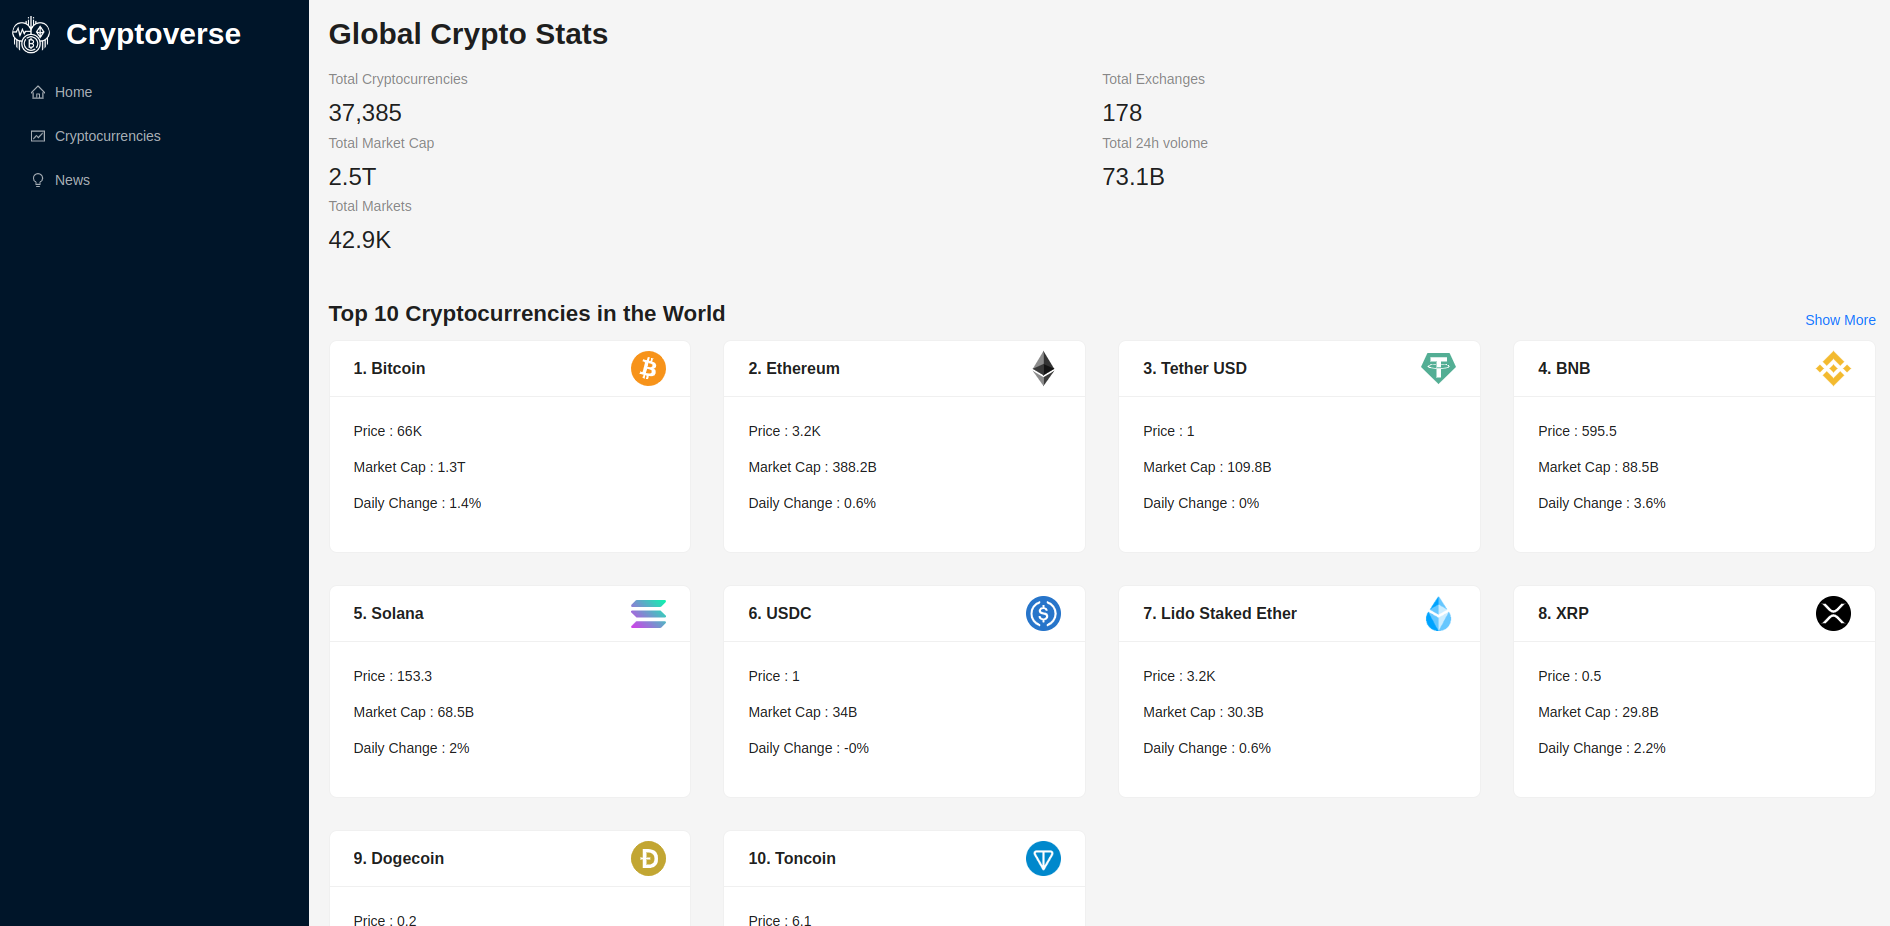 Cryptoverse
Home
Cryptocurrencies
News
Global Crypto Stats
Total Cryptocurrencies
37,385
Total Exchanges
178
Total Market Cap
2.5T
Total 24h volome
73.1B
Total Markets
42.9K
Top 10 Cryptocurrencies in the World
Show More
1. Bitcoin
Price : 66K
Market Cap : 1.3T
Daily Change : 1.4%
2. Ethereum
Price : 3.2K
Market Cap : 388.2B
Daily Change : 0.6%
3. Tether USD
Price : 1
Market Cap : 109.8B
Daily Change : 0%
4. BNB
Price : 595.5
Market Cap : 88.5B
Daily Change : 3.6%
5. Solana
Price : 153.3
Market Cap : 68.5B
Daily Change : 2%
6. USDC
Price : 1
Market Cap : 34B
Daily Change : -0%
7. Lido Staked Ether
Price : 3.2K
Market Cap : 30.3B
Daily Change : 0.6%
8. XRP
Price : 0.5
Market Cap : 29.8B
Daily Change : 2.2%
9. Dogecoin
Price : 0.2
10. Toncoin
Price : 6.1